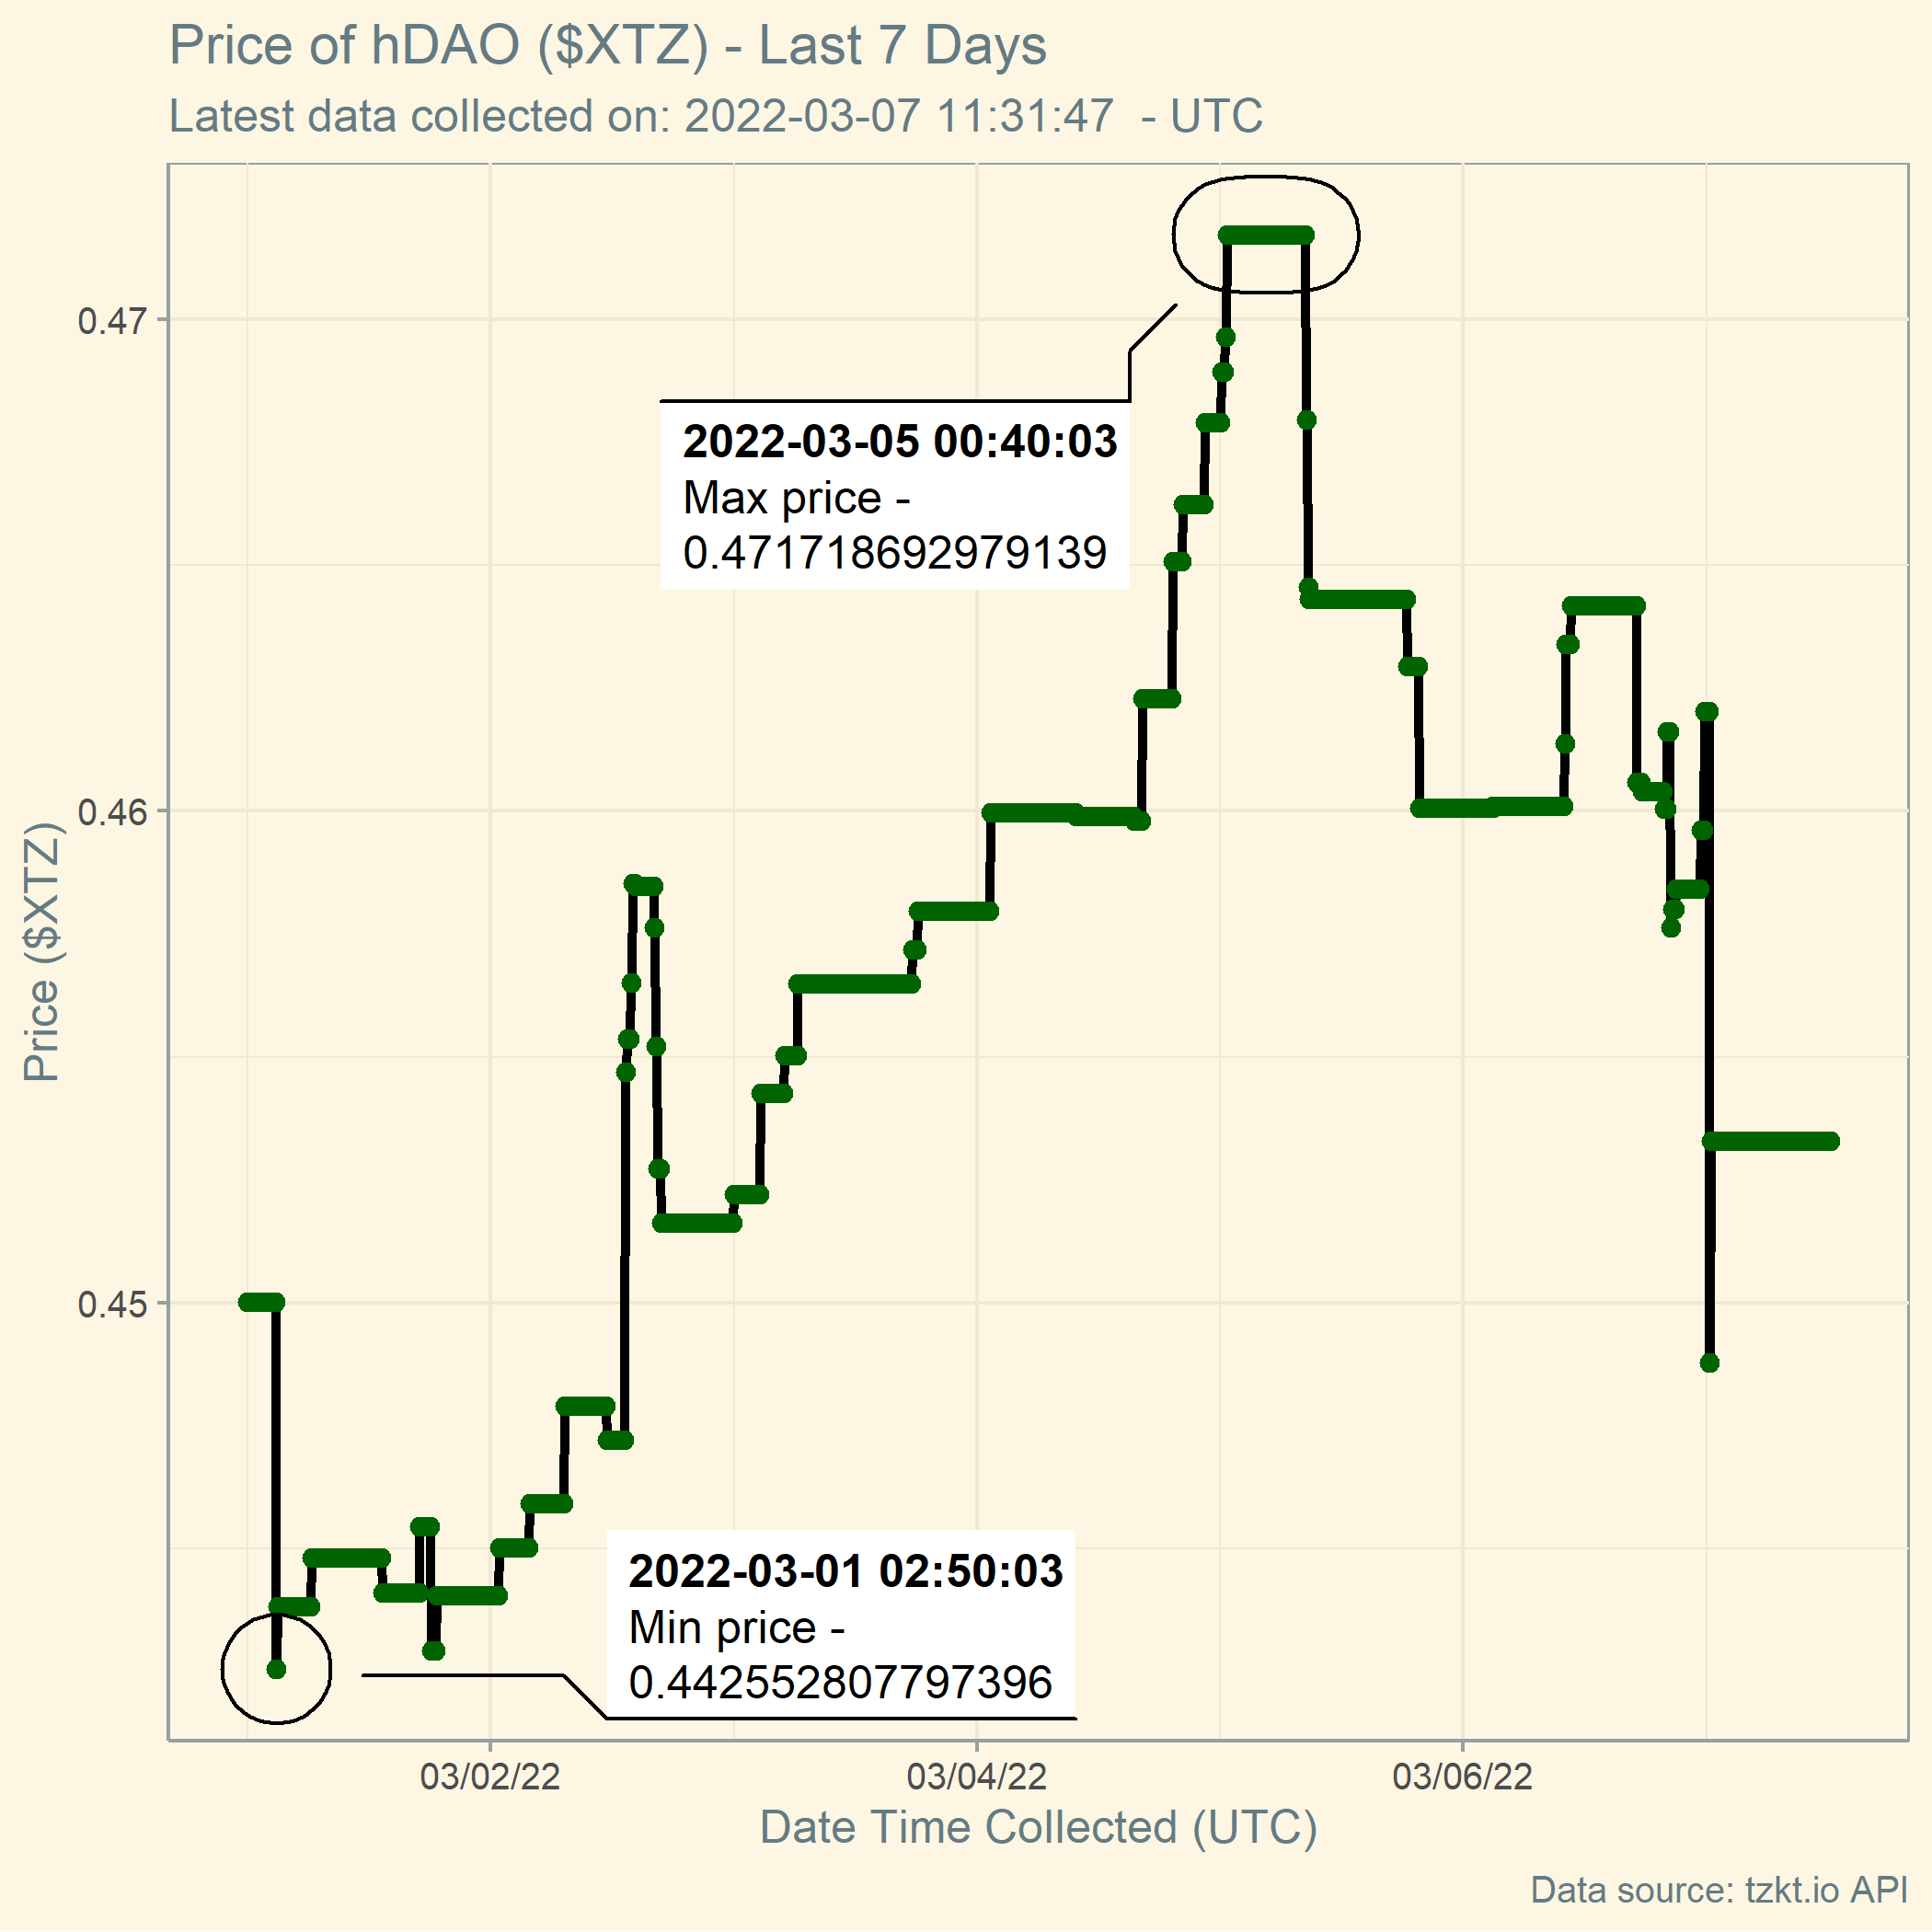 Price of hDAO ($XTZ) - Last 7 Days
Latest data collected on: 2022-03-07 11:31:47  - UTC
0.47
2022-03-05 00:40:03
Max price -
0.471718692979139
0.46
Price ($XTZ)
0.45
2022-03-01 02:50:03
Min price -
0.442552807797396
03/02/22
03/04/22
03/06/22
Date Time Collected (UTC)
Data source: tzkt.io API